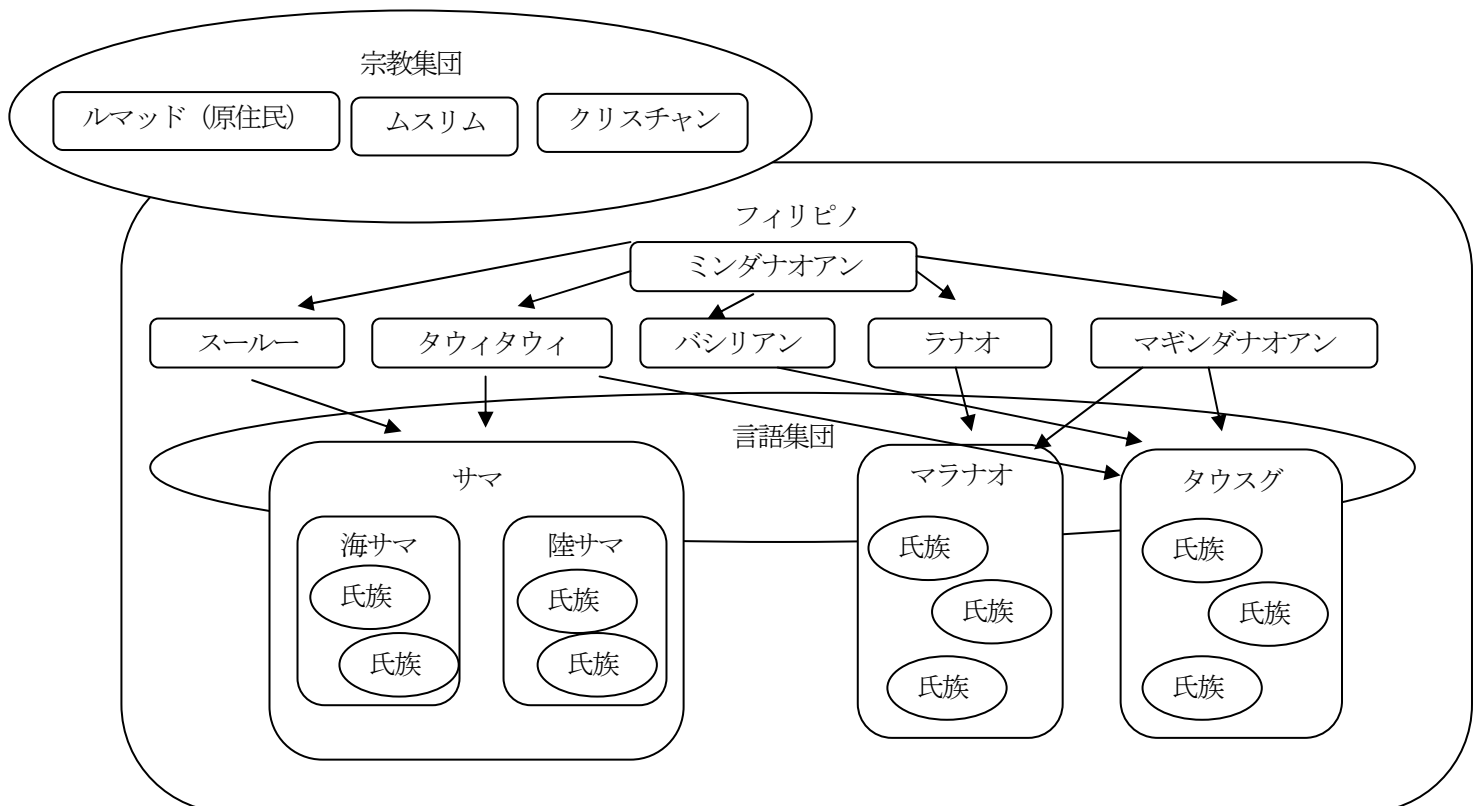 宗教集団
ルマッド（原住民）
ムスリム
クリスチャン
フィリピノ
ミンダナオアン
スールー
タウィタウィ
バシリアン
ラナオ
マギンダナオアン
言語集団
サマ
マラナオ
タウスグ
海サマ
陸サマ
氏族
氏族
氏族
氏族
氏族
氏族
氏族
氏族
氏族
氏族